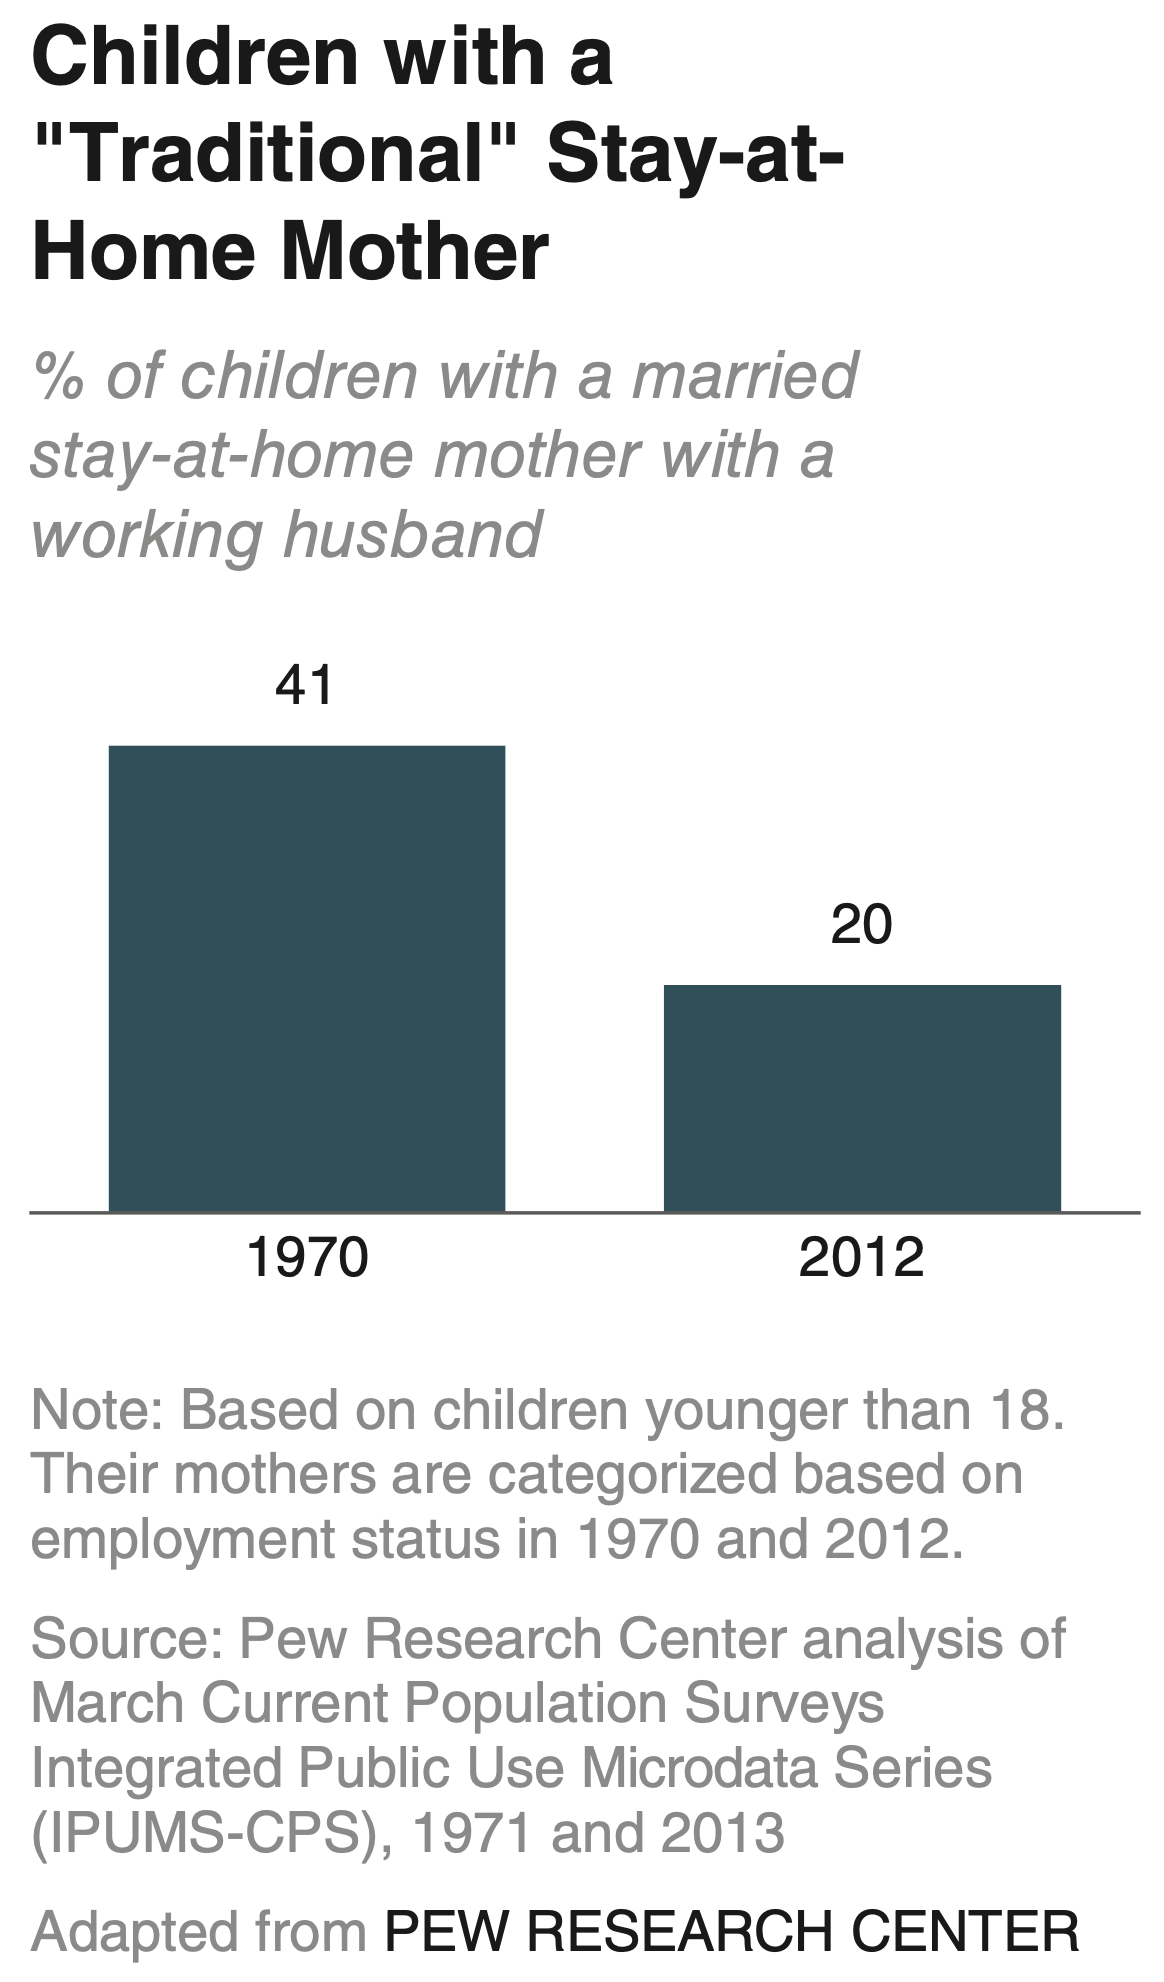 Children with a
"Traditional" Stay-at-
Home Mother
% of children with a married
stay-at-home mother with a
working husband
41
20
1970
2012
Note: Based on children younger than 18.
Their mothers are categorized based on
employment status in 1970 and 2012.
Source: Pew Research Center analysis of
March Current Population Surveys
Integrated Public Use Microdata Series
(IPUMS-CPS), 1971 and 2013
Adapted from PEW RESEARCH CENTER